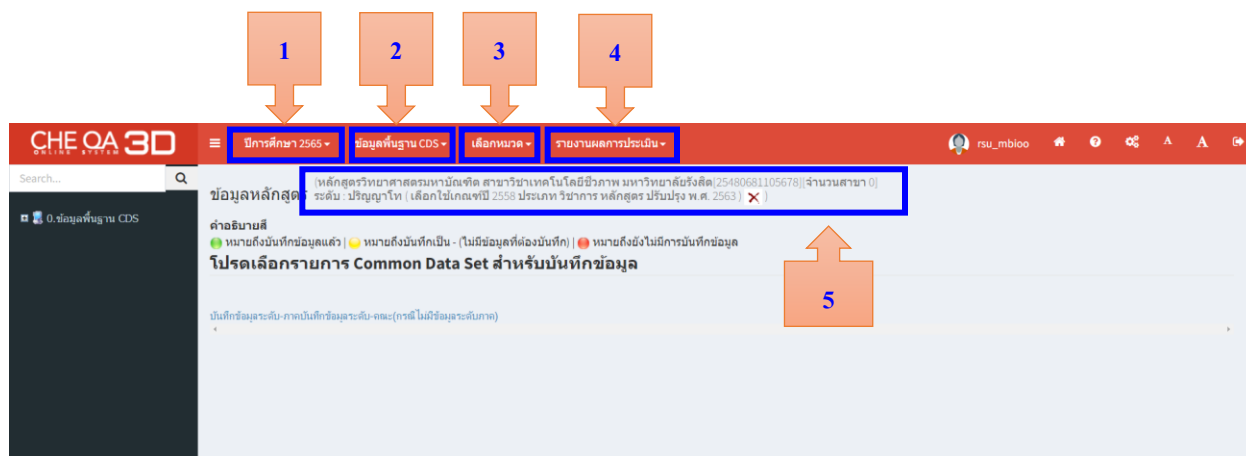 1
2
3
4
CHE QA 3D
ONLINE SYSTEM
ปีการศึกษา 2565
ข้อมูลพื้นฐาน CDS
เลือกหมวด
รายงานผลการประเมิน
rsu_mbioo
A
A
Search...
0.ข้อมูลพื้นฐาน CDS
ข้อมูลหลักสูตร
(หลักสูตรวิทยาศาสตรมหาบัณฑิต สาขาวิชาเทคโนโลยีชีวภาพ มหาวิทยาลัยรังสิต[25480681105678][จำนวนสาขา 0]
ระดับ : ปริญญาโท ( เลือกใช้เกณฑ์ปี 2558 ประเภท วิชาการ หลักสูตร ปรับปรุง พ.ศ. 2563 ) )
คำอธิบายสี
หมายถึงบันทึกข้อมูลแล้ว | หมายถึงบันทึกเป็น - (ไม่มีข้อมูลที่ต้องบันทึก) | หมายถึงยังไม่มีการบันทึกข้อมูล
โปรดเลือกรายการ Common Data Set สำหรับบันทึกข้อมูล
5
บันทึกข้อมูลระดับ-ภาคบันทึกข้อมูลระดับ-คณะ(กรณีไม่มีข้อมูลระดับภาค)